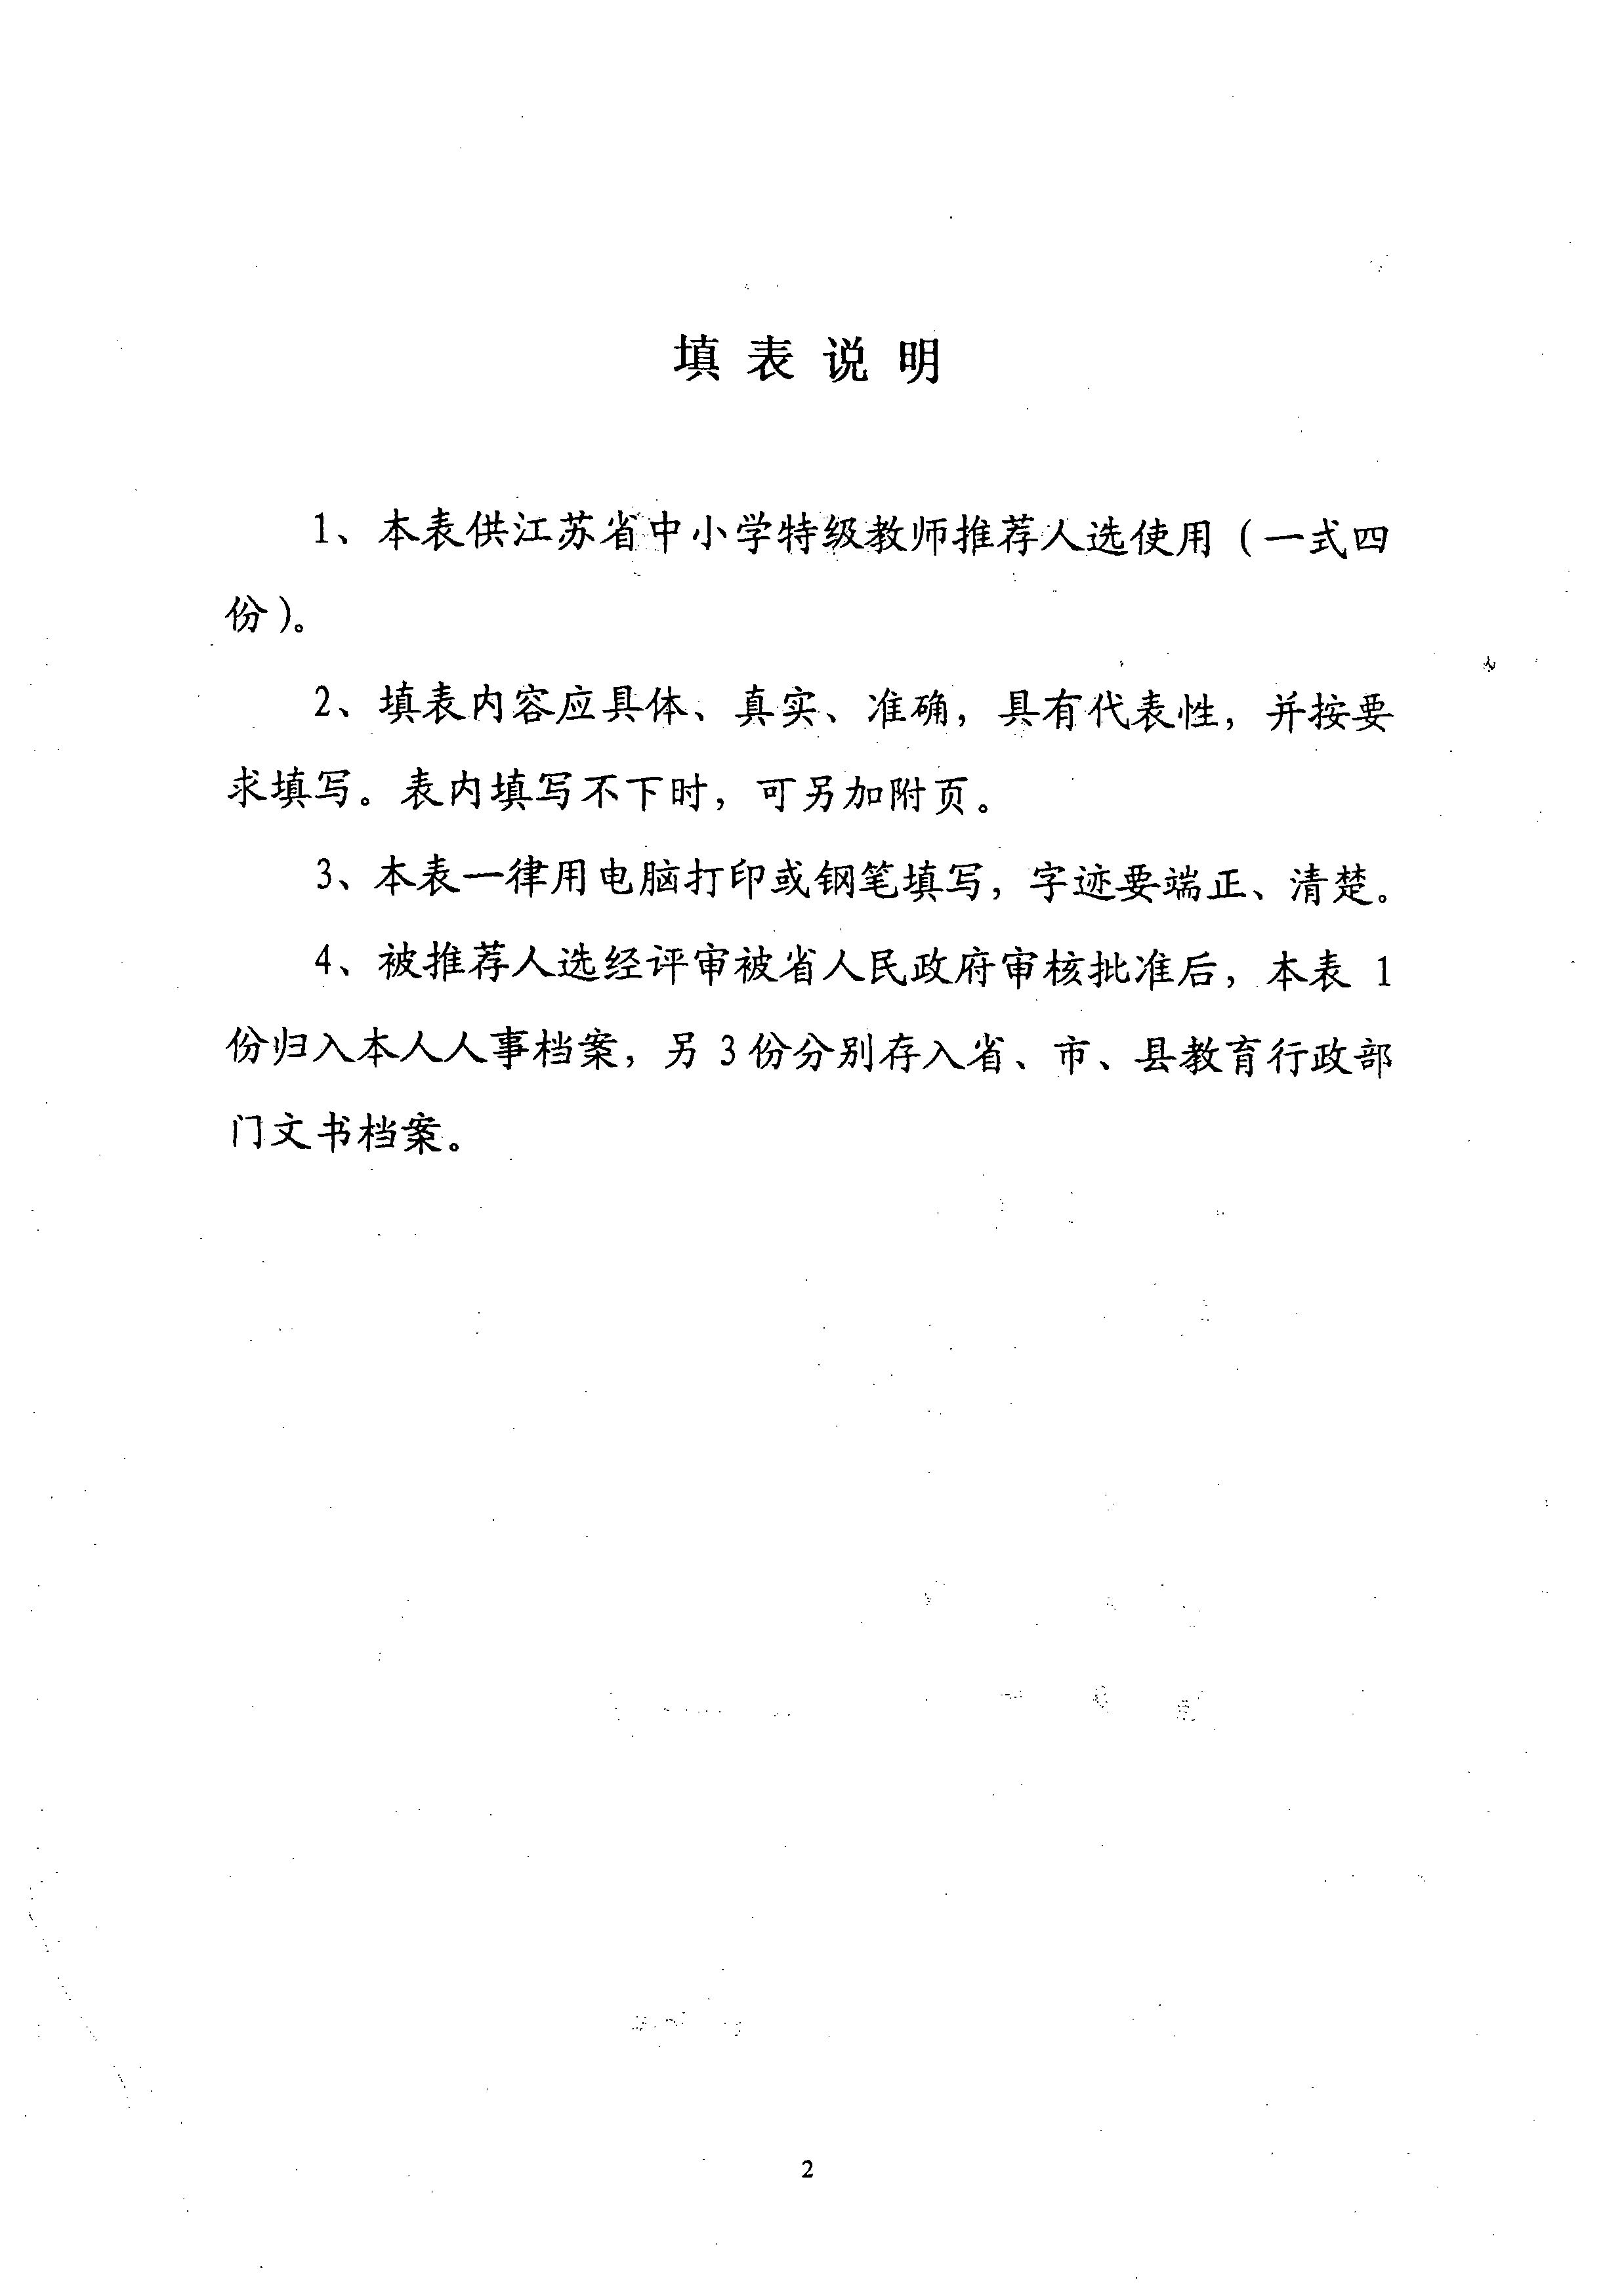 填表说明
1、本表供江苏省中小学特级教师推荐人选使用（一式四
份）。
2、填表内容应具体、真实、准确，具有代表性，并按要
求填写。表内填写不下时，可另加附页。
3、本表一律用电脑打印或钢笔填写，字迹要端正、清楚。
4、被推荐人选经评审被省人民政府审核批准后，本表 1
份归入本人人事档案，另 3 份分别存入省、市、县教育行政部
门文书档案。
2